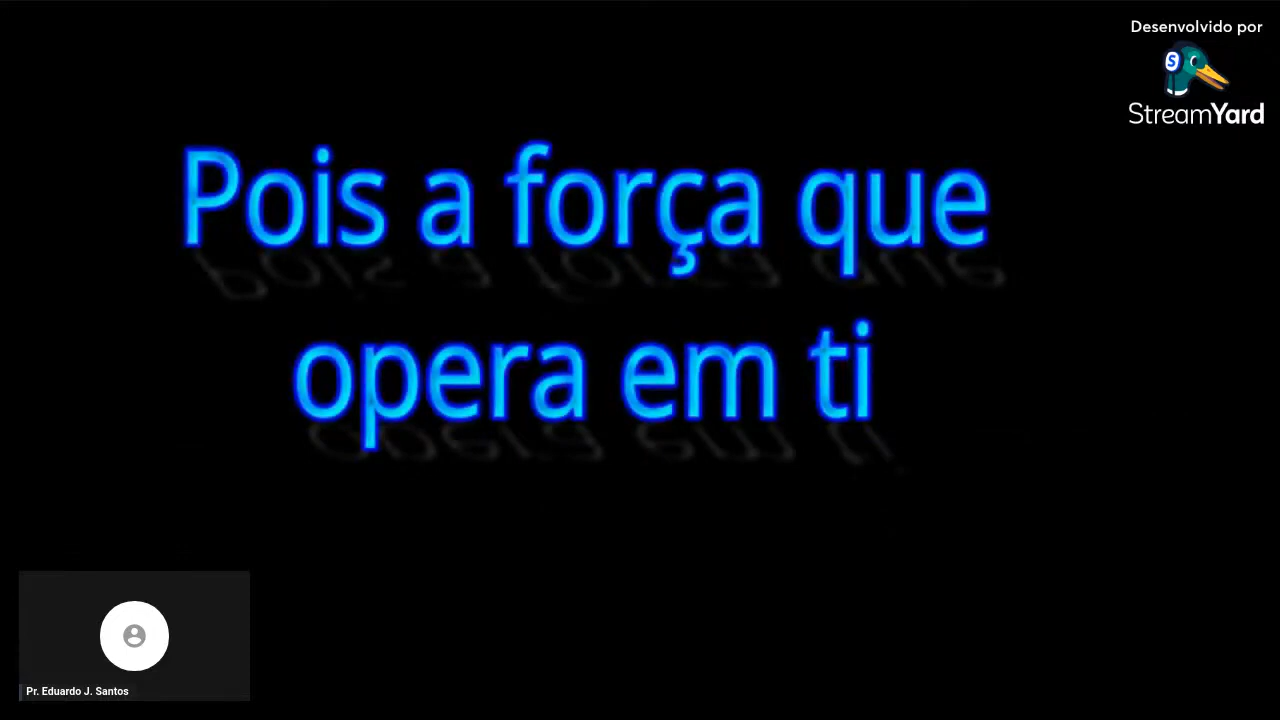 Desenvolvido por
StreamYard
Pois a força que
opera em ti
Pr. Eduardo J. Santos